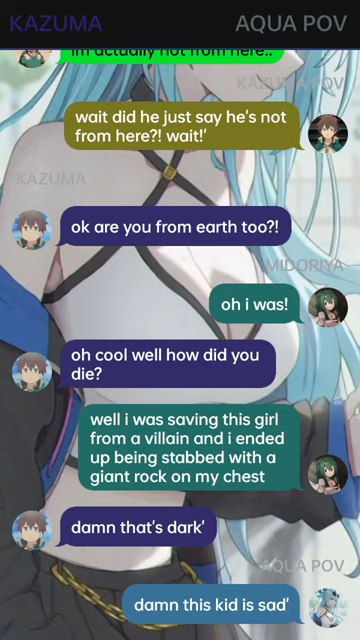 KAZUMA
AQUA POV
im actually not from here..
KAZUMA POV
wait did he just say he's not
from here?! wait!'
KAZUMA
ok are you from earth too?!
MIDORIYA
oh i was!
oh cool well how did you
die?
well i was saving this girl
from a villain and i ended
up being stabbed with a
giant rock on my chest
damn that's dark'
AQUA POV
damn this kid is sad'